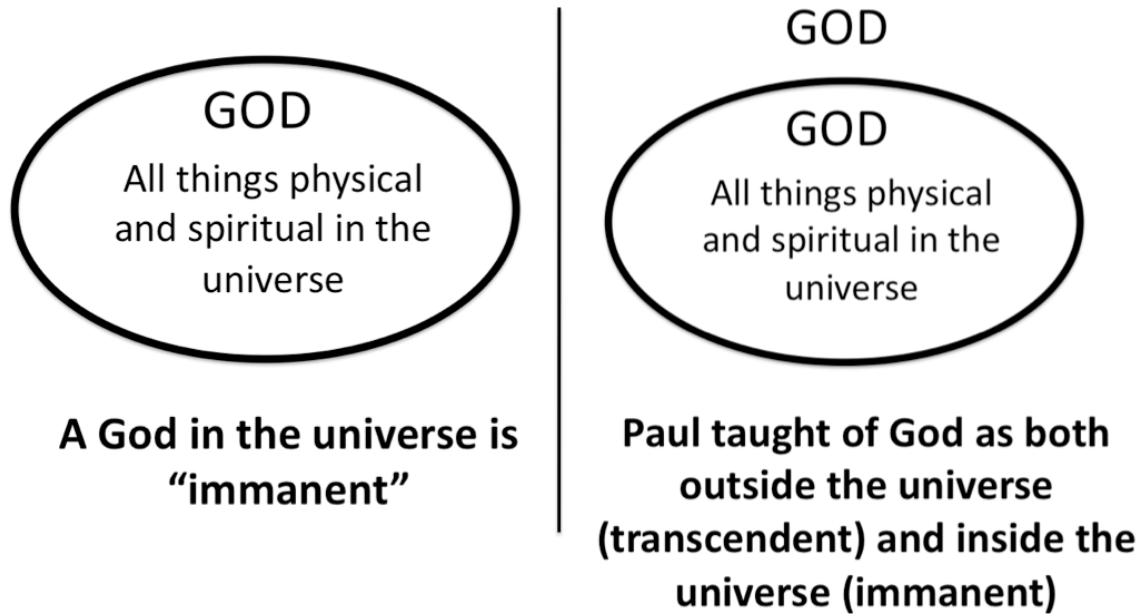 GOD
All things physical
and spiritual in the
universe
A God in the universe is
“immanent”
GOD
GOD
All things physical
and spiritual in the
universe
Paul taught of God as both
outside the universe
(transcendent) and inside the
universe (immanent)